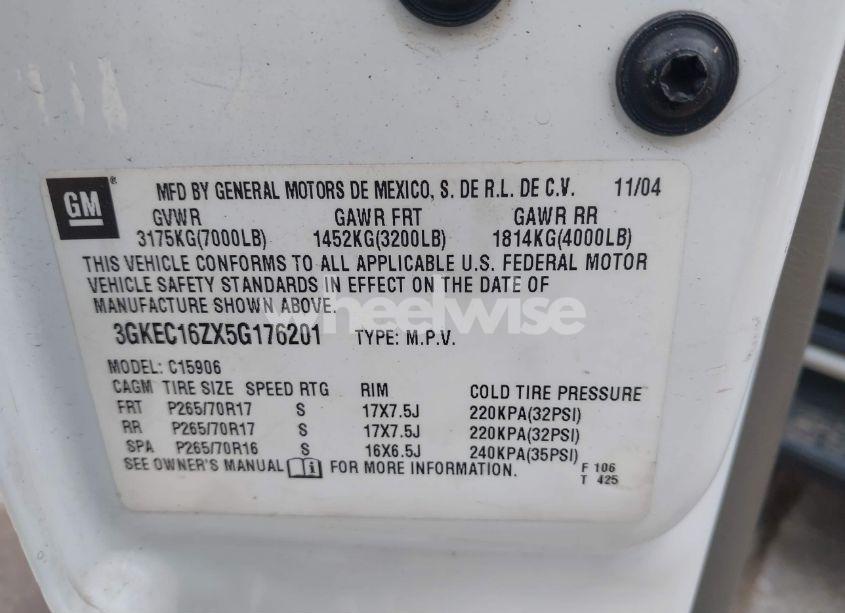 GM
MFD BY GENERAL MOTORS DE MEXICO, S. DE R.L. DE C.V. 11/04
GVWR GAWR FRT GAWR RR
3175KG(7000LB) 1452KG(3200LB) 1814KG(4000LB)
THIS VEHICLE CONFORMS TO ALL APPLICABLE U.S. FEDERAL MOTOR
VEHICLE SAFETY STANDARDS IN EFFECT ON THE DATE OF
MANUFACTURE SHOWN ABOVE.
wheelwise
3GKEC16ZX5G176201 TYPE: M.P.V.
MODEL: C15906
CAGM TIRE SIZE SPEED RTG RIM COLD TIRE PRESSURE
FRT P265/70R17 S 17X7.5J 220KPA(32PSI)
RR P265/70R17 S 17X7.5J 220KPA(32PSI)
SPA P265/70R16 S 16X6.5J 240KPA(35PSI)
SEE OWNER'S MANUAL FOR MORE INFORMATION.
F 106
T 425